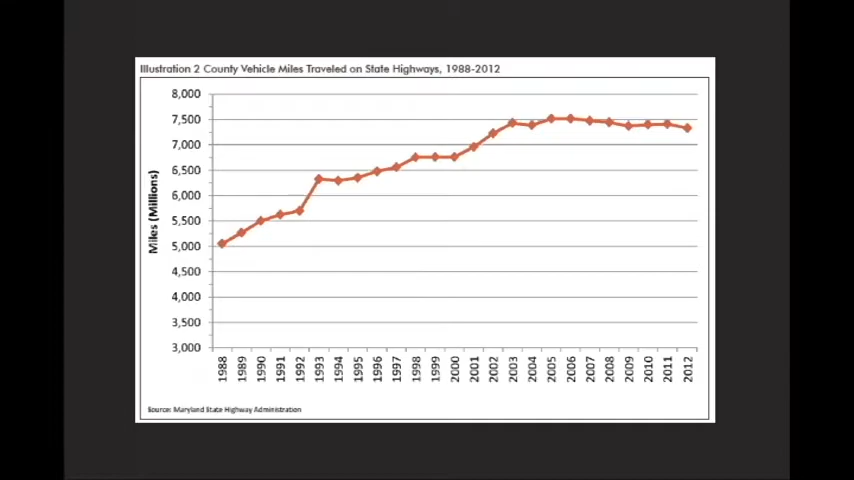 Illustration 2 County Vehicle Miles Traveled on State Highways, 1988-2012
8,000
7,500
7,000
6,500
6,000
5,500
5,000
4,500
4,000
3,500
3,000
Miles (Millions)
1988 1989 1990 1991 1992 1993 1994 1995 1996 1997 1998 1999 2000 2001 2002 2003 2004 2005 2006 2007 2008 2009 2010 2011 2012
Source: Maryland State Highway Administration